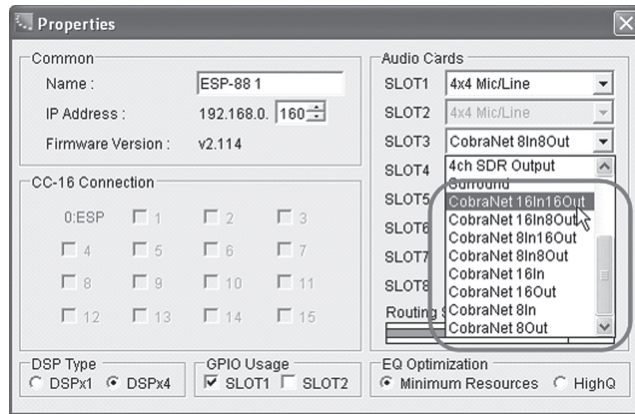 Properties
Common
Name :
ESP-88 1
IP Address :
192.168.0. 160
Firmware Version :
v2.114
CC-16 Connection
0:ESP 1 2 3
4 5 6 7
8 9 10 11
12 13 14 15
DSP Type
DSPx1 DSPx4
GPIO Usage
SLOT1 SLOT2
Audio Cards
SLOT1 4x4 Mic/Line
SLOT2 4x4 Mic/Line
SLOT3 CobraNet 8In8Out
SLOT4
SLOT5
SLOT6
SLOT7
SLOT8
Routing
4ch SDR Output
Surround
CobraNet 16In16Out
CobraNet 16In8Out
CobraNet 8In16Out
CobraNet 8In8Out
CobraNet 16In
CobraNet 16Out
CobraNet 8In
CobraNet 8Out
EQ Optimization
Minimum Resources HighQ